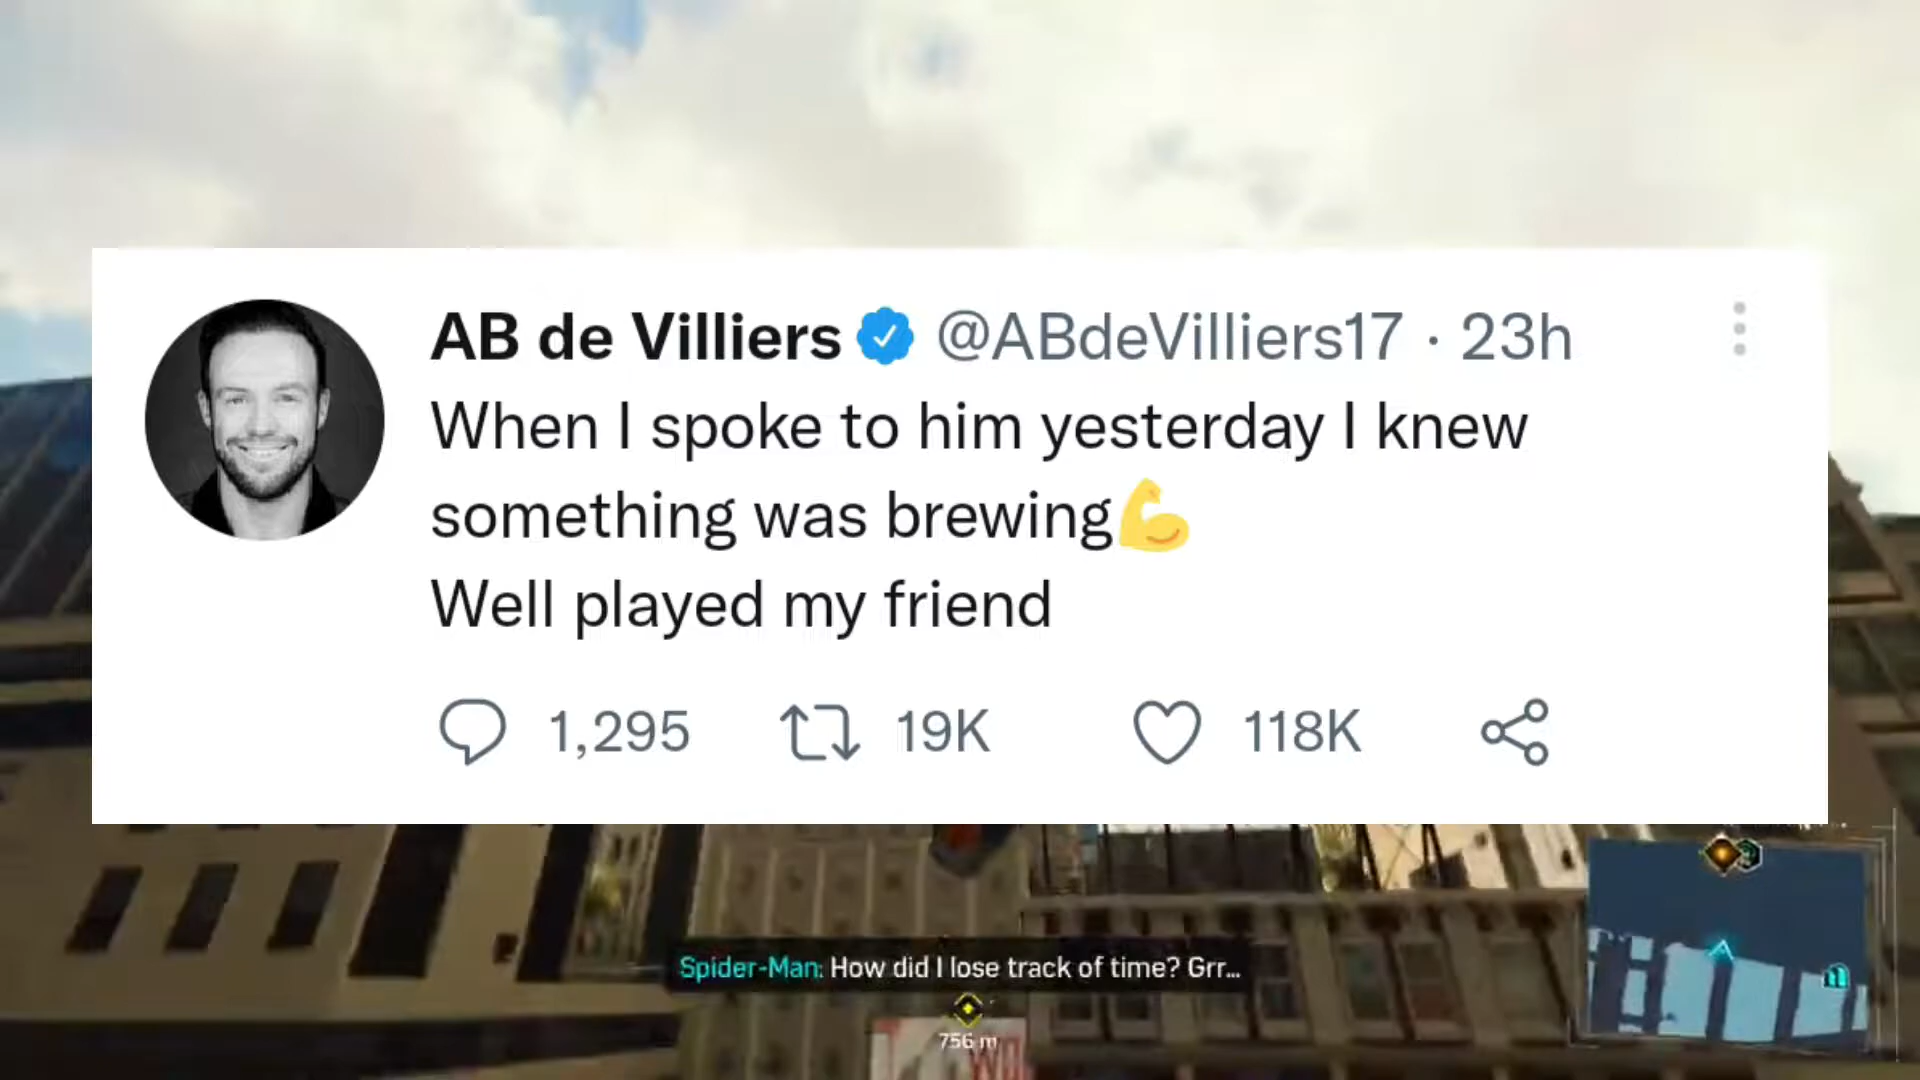 AB de Villiers @ABdeVilliers17 · 23h
When I spoke to him yesterday I knew
something was brewing💪
Well played my friend
1,295 19K 118K
Spider-Man: How did I lose track of time? Grr...
756 m